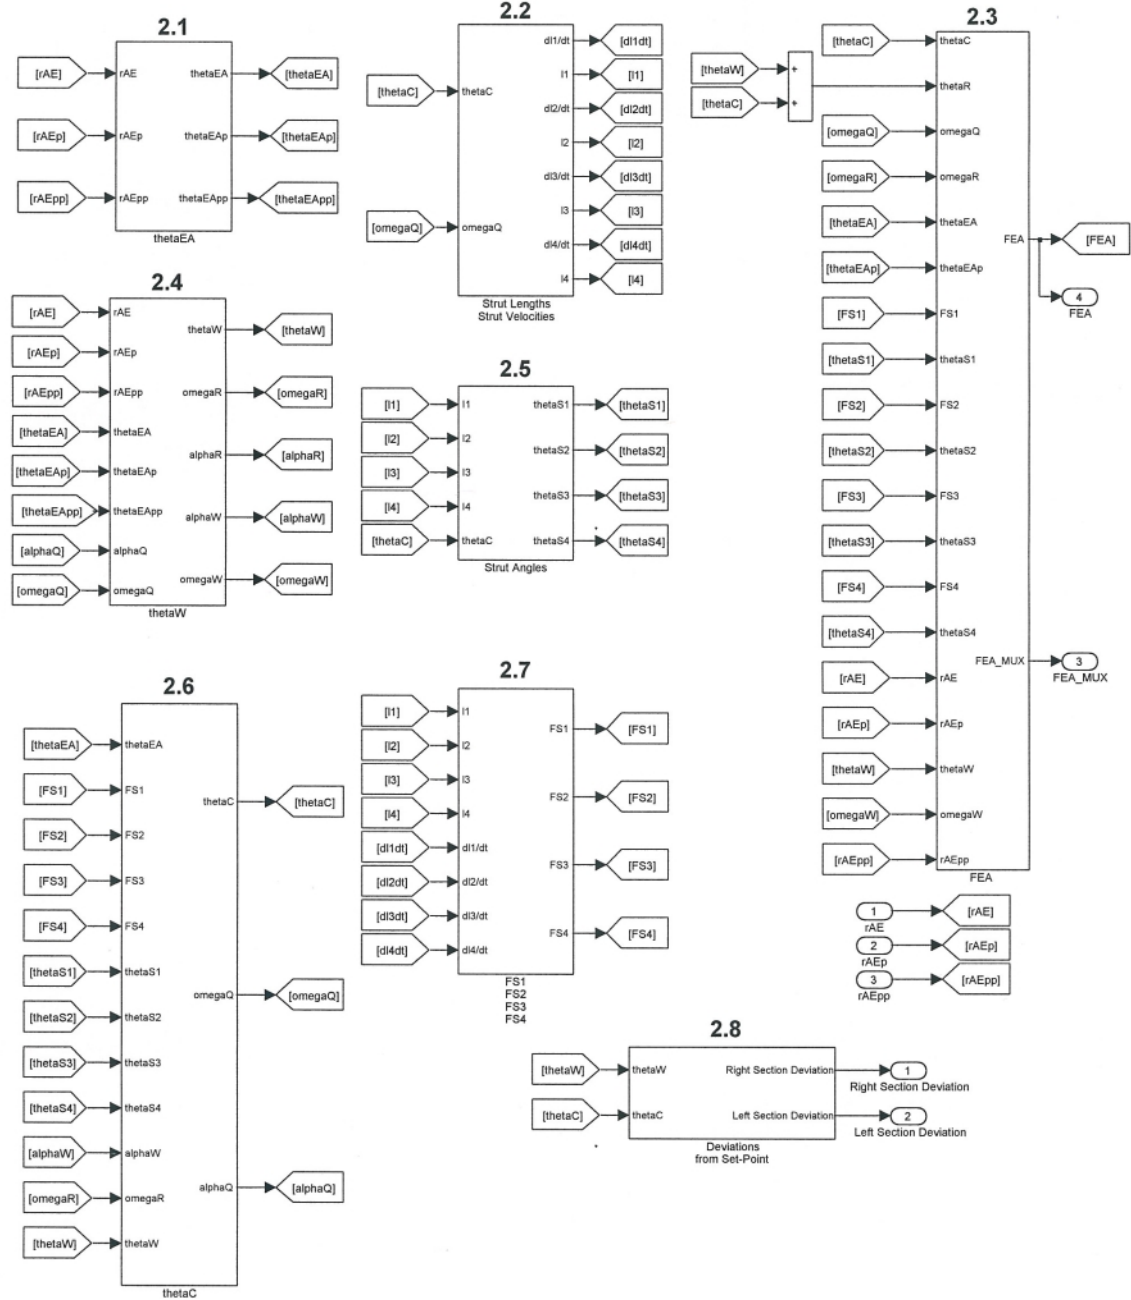 2.1
[rAE] rAE thetaEA [thetaEA]
[rAEp] rAEp thetaEAp [thetaEAp]
[rAEpp] rAEpp thetaEApp [thetaEApp]
thetaEA
2.2
dl1/dt [dl1dt]
l1 [l1]
[thetaC] thetaC
dl2/dt [dl2dt]
l2 [l2]
dl3/dt [dl3dt]
l3 [l3]
[omegaQ] omegaQ
dl4/dt [dl4dt]
l4 [l4]
Strut Lengths
Strut Velocities
2.3
[thetaC] thetaC
[thetaW] +
thetaR
[thetaC] +
[omegaQ] omegaQ
[omegaR] omegaR
[thetaEA] thetaEA
FEA [FEA]
[thetaEAp] thetaEAp
4
FEA
[FS1] FS1
[thetaS1] thetaS1
[FS2] FS2
[thetaS2] thetaS2
[FS3] FS3
[thetaS3] thetaS3
[FS4] FS4
[thetaS4] thetaS4
FEA_MUX 3
FEA_MUX
[rAE] rAE
[rAEp] rAEp
[thetaW] thetaW
[omegaW] omegaW
[rAEpp] rAEpp
FEA
1 [rAE]
rAE
2 [rAEp]
rAEp
3 [rAEpp]
rAEpp
2.4
[rAE] rAE
thetaW [thetaW]
[rAEp] rAEp
[rAEpp] rAEpp omegaR [omegaR]
[thetaEA] thetaEA
alphaR [alphaR]
[thetaEAp] thetaEAp
[thetaEApp] thetaEApp alphaW [alphaW]
[alphaQ] alphaQ
omegaW [omegaW]
[omegaQ] omegaQ
thetaW
2.5
[l1] l1 thetaS1 [thetaS1]
[l2] l2 thetaS2 [thetaS2]
[l3] l3 thetaS3 [thetaS3]
[l4] l4
[thetaC] thetaC thetaS4 [thetaS4]
Strut Angles
2.6
[thetaEA] thetaEA
[FS1] FS1
thetaC [thetaC]
[FS2] FS2
[FS3] FS3
[FS4] FS4
[thetaS1] thetaS1
omegaQ [omegaQ]
[thetaS2] thetaS2
[thetaS3] thetaS3
[thetaS4] thetaS4
[alphaW] alphaW
alphaQ [alphaQ]
[omegaR] omegaR
[thetaW] thetaW
thetaC
2.7
[l1] l1
FS1 [FS1]
[l2] l2
[l3] l3
FS2 [FS2]
[l4] l4
[dl1dt] dl1/dt
FS3 [FS3]
[dl2dt] dl2/dt
[dl3dt] dl3/dt
FS4 [FS4]
[dl4dt] dl4/dt
FS1
FS2
FS3
FS4
2.8
[thetaW] thetaW Right Section Deviation 1
Right Section Deviation
[thetaC] thetaC Left Section Deviation 2
Left Section Deviation
Deviations
from Set-Point